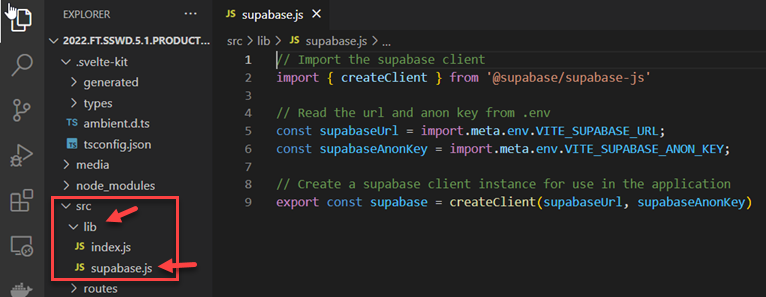 EXPLORER
2022.FT.SSWD.5.1.PRODUCT...
.svelte-kit
generated
types
TS ambient.d.ts
tsconfig.json
media
node_modules
src
lib
JS index.js
JS supabase.js
routes
JS supabase.js
src > lib > JS supabase.js > ...
1 // Import the supabase client
2 import { createClient } from '@supabase/supabase-js'
3
4 // Read the url and anon key from .env
5 const supabaseUrl = import.meta.env.VITE_SUPABASE_URL;
6 const supabaseAnonKey = import.meta.env.VITE_SUPABASE_ANON_KEY;
7
8 // Create a supabase client instance for use in the application
9 export const supabase = createClient(supabaseUrl, supabaseAnonKey)